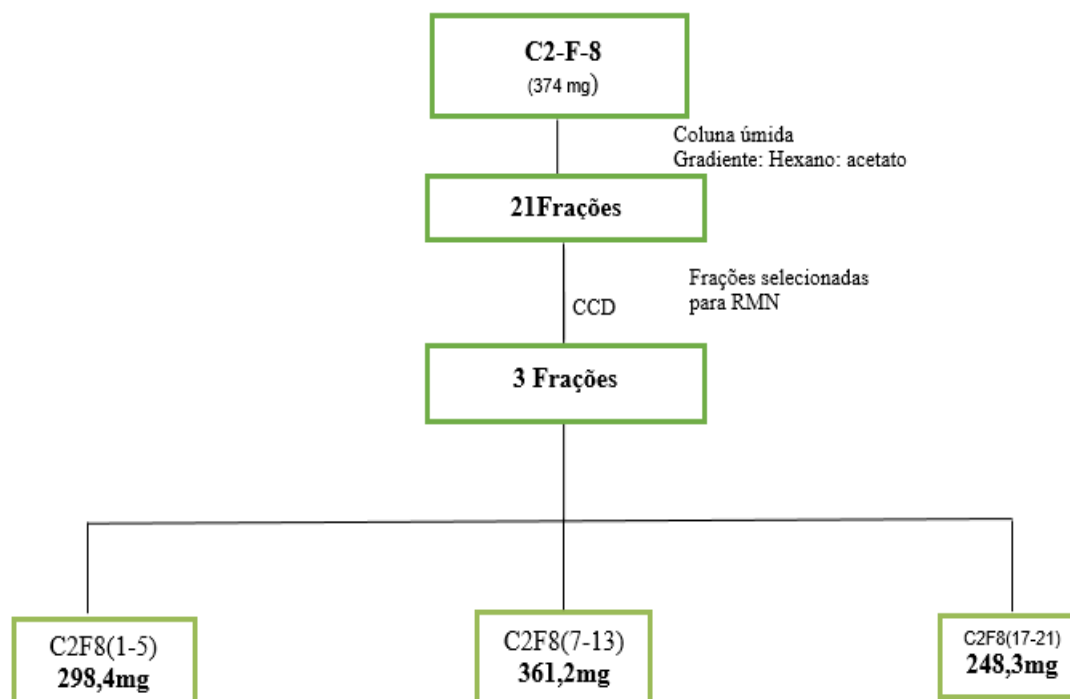 C2-F-8
(374 mg)
Coluna úmida
Gradiente: Hexano: acetato
21Frações
Frações selecionadas
para RMN
CCD
3 Frações
C2F8(1-5)
298,4mg
C2F8(7-13)
361,2mg
C2F8(17-21)
248,3mg